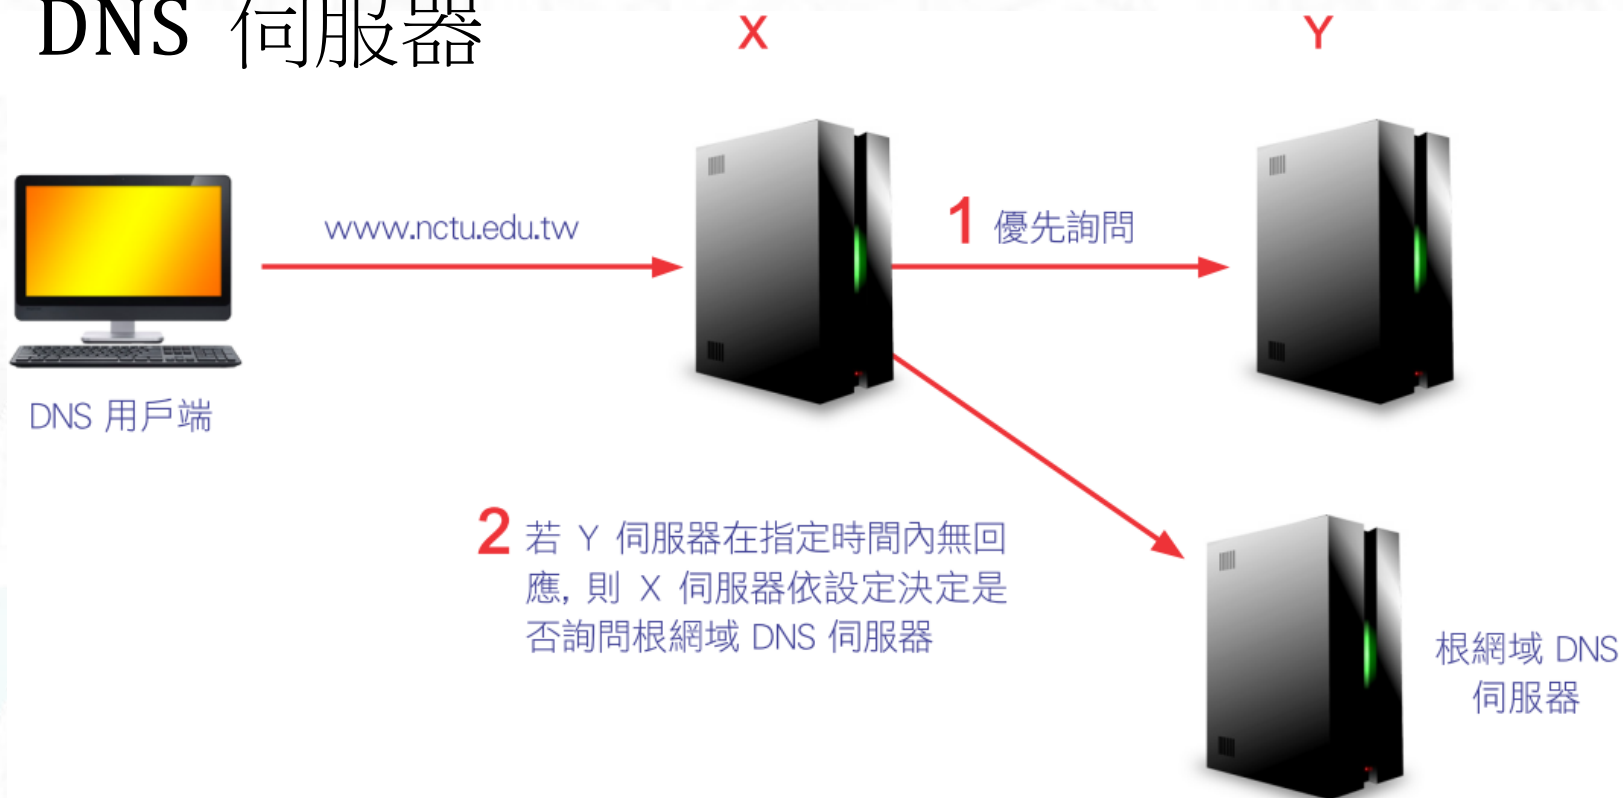 DNS 伺服器
X
Y
www.nctu.edu.tw
1 優先詢問
DNS 用戶端
2 若 Y 伺服器在指定時間內無回
應, 則 X 伺服器依設定決定是
否詢問根網域 DNS 伺服器
根網域 DNS
伺服器